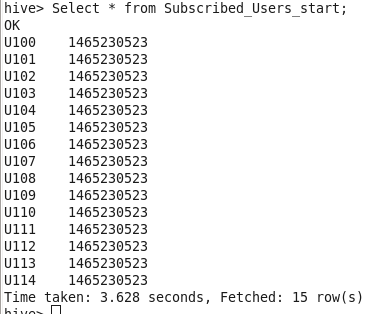 hive> Select * from Subscribed_Users_start;
OK
U100    1465230523
U101    1465230523
U102    1465230523
U103    1465230523
U104    1465230523
U105    1465230523
U106    1465230523
U107    1465230523
U108    1465230523
U109    1465230523
U110    1465230523
U111    1465230523
U112    1465230523
U113    1465230523
U114    1465230523
Time taken: 3.628 seconds, Fetched: 15 row(s)
hive>